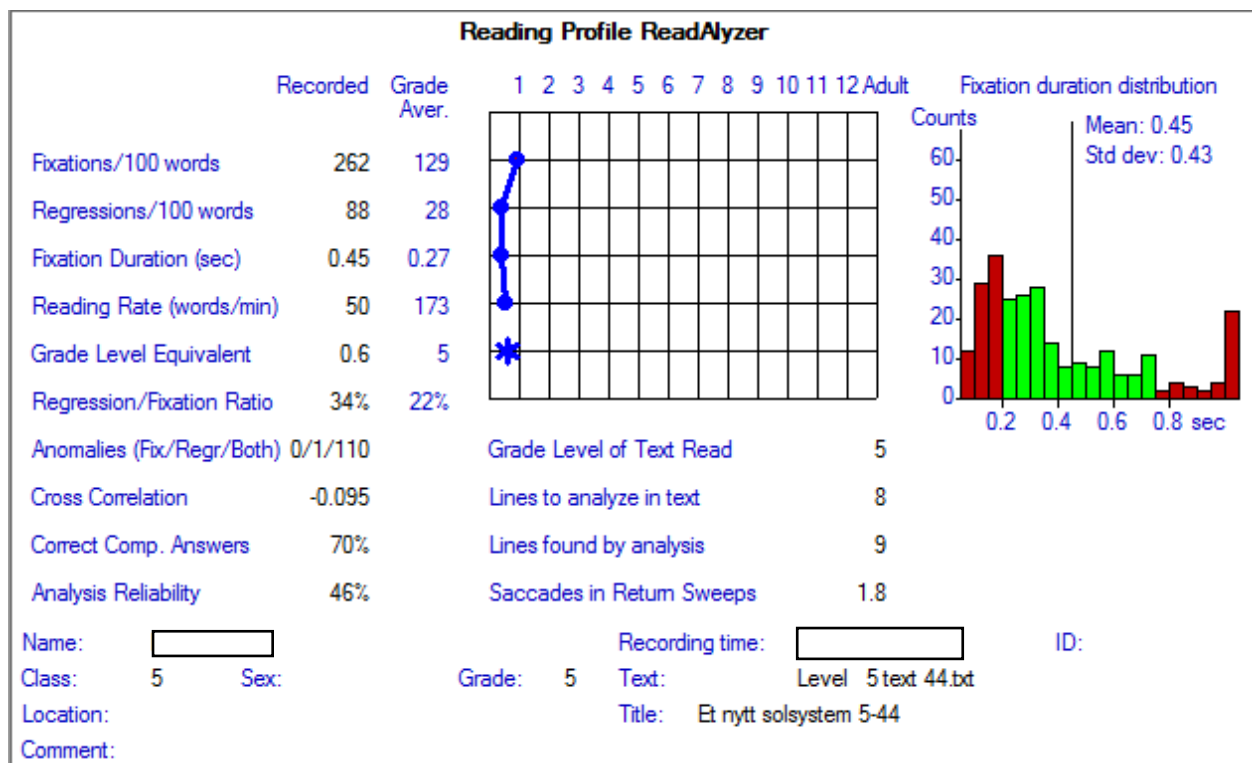 Reading Profile ReadAlyzer
Recorded Grade Aver. 1 2 3 4 5 6 7 8 9 10 11 12 Adult Fixation duration distribution
Counts
Mean: 0.45
Std dev: 0.43
Fixations/100 words 262 129
Regressions/100 words 88 28
Fixation Duration (sec) 0.45 0.27
Reading Rate (words/min) 50 173
Grade Level Equivalent 0.6 5
Regression/Fixation Ratio 34% 22%
60
50
40
30
20
10
0
0.2 0.4 0.6 0.8 sec
Anomalies (Fix/Regr/Both) 0/1/110 Grade Level of Text Read 5
Cross Correlation -0.095 Lines to analyze in text 8
Correct Comp. Answers 70% Lines found by analysis 9
Analysis Reliability 46% Saccades in Return Sweeps 1.8
Name: Recording time: ID:
Class: 5 Sex: Grade: 5 Text: Level 5 text 44.txt
Location: Title: Et nytt solsystem 5-44
Comment: